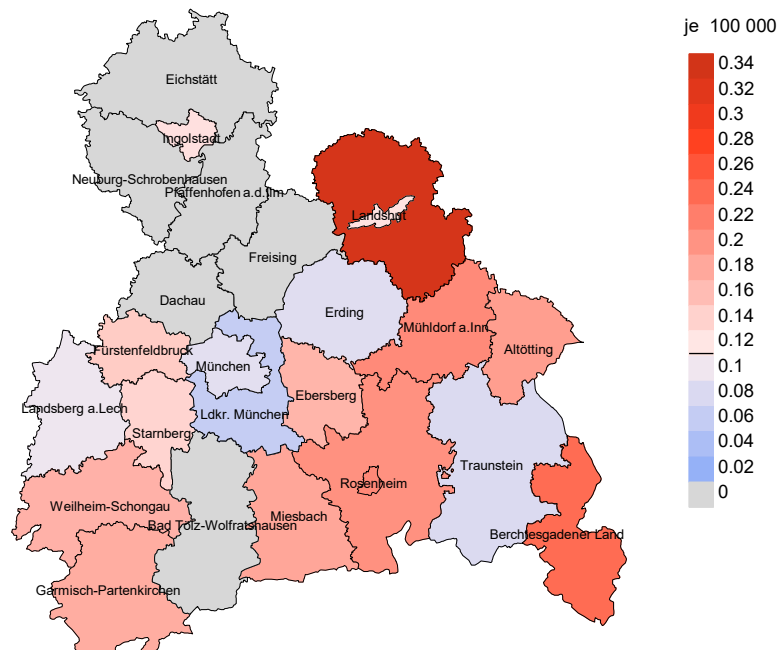 je 100 000
0.34
0.32
0.3
0.28
0.26
0.24
0.22
0.2
0.18
0.16
0.14
0.12
0.1
0.08
0.06
0.04
0.02
0
Eichstätt
Ingolstadt
Neuburg-Schrobenhausen
Pfaffenhofen a.d.Ilm
Landshut
Freising
Dachau
Erding
Mühldorf a.Inn
Altötting
Fürstenfeldbruck
München
Ebersberg
Landsberg a.Lech
Ldkr. München
Starnberg
Traunstein
Rosenheim
Weilheim-Schongau
Miesbach
Bad Tölz-Wolfratshausen
Berchtesgadener Land
Garmisch-Partenkirchen